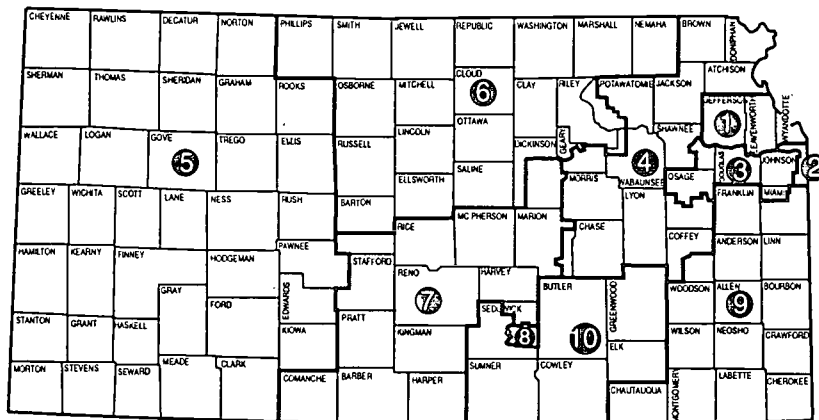 CHEYENNE RAWLINS DECATUR NORTON PHILLIPS SMITH JEWELL REPUBLIC WASHINGTON MARSHALL NEMAHA BROWN DONIPHAN
SHERMAN THOMAS SHERIDAN GRAHAM ROOKS OSBORNE MITCHELL CLOUD CLAY RILEY POTAWATOMIE JACKSON ATCHISON
6
JEFFERSON LEAVENWORTH WYANDOTTE
1
WALLACE LOGAN GOVE TREGO ELLIS RUSSELL LINCOLN OTTAWA DICKINSON GEARY SHAWNEE
5 4 3 2
ELLSWORTH SALINE MORRIS WABAUNSEE OSAGE DOUGLAS JOHNSON
GREELEY WICHITA SCOTT LANE NESS RUSH BARTON LYON FRANKLIN MIAMI
RICE MC PHERSON MARION CHASE COFFEY ANDERSON LINN
HAMILTON KEARNY FINNEY HODGEMAN PAWNEE STAFFORD
GRAY FORD EDWARDS RENO HARVEY BUTLER GREENWOOD WOODSON ALLEN BOURBON
7 9
STANTON GRANT HASKELL KIOWA PRATT KINGMAN SEDGWICK ELK WILSON NEOSHO CRAWFORD
8 10
MORTON STEVENS SEWARD MEADE CLARK COMANCHE BARBER HARPER SUMNER COWLEY CHAUTAUQUA MONTGOMERY LABETTE CHEROKEE